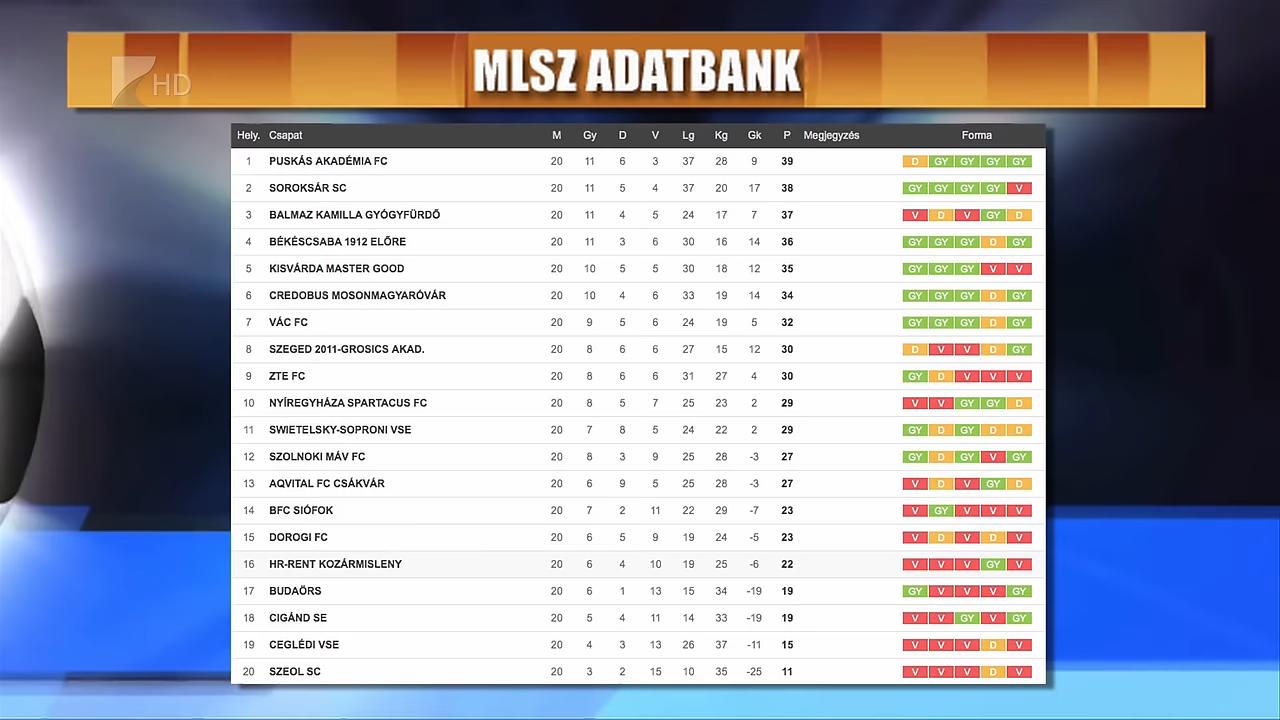 MLSZ ADATBANK
HD
Hely. Csapat M Gy D V Lg Kg Gk P Megjegyzés Forma
1 PUSKÁS AKADÉMIA FC 20 11 6 3 37 28 9 39 D GY GY GY GY
2 SOROKSÁR SC 20 11 5 4 37 20 17 38 GY GY GY GY V
3 BALMAZ KAMILLA GYÓGYFÜRDŐ 20 11 4 5 24 17 7 37 V D V GY D
4 BÉKÉSCSABA 1912 ELŐRE 20 11 3 6 30 16 14 36 GY GY GY D GY
5 KISVÁRDA MASTER GOOD 20 10 5 5 30 18 12 35 GY GY GY V V
6 CREDOBUS MOSONMAGYARÓVÁR 20 10 4 6 33 19 14 34 GY GY GY D GY
7 VÁC FC 20 9 5 6 24 19 5 32 GY GY GY D GY
8 SZEGED 2011-GROSICS AKAD. 20 8 6 6 27 15 12 30 D V V D GY
9 ZTE FC 20 8 6 6 31 27 4 30 GY D V V V
10 NYÍREGYHÁZA SPARTACUS FC 20 8 5 7 25 23 2 29 V V GY GY D
11 SWIETELSKY-SOPRONI VSE 20 7 8 5 24 22 2 29 GY D GY D D
12 SZOLNOKI MÁV FC 20 8 3 9 25 28 -3 27 GY D GY V GY
13 AQVITAL FC CSÁKVÁR 20 6 9 5 25 28 -3 27 V D V GY D
14 BFC SIÓFOK 20 7 2 11 22 29 -7 23 V GY V V V
15 DOROGI FC 20 6 5 9 19 24 -5 23 V D V D V
16 HR-RENT KOZÁRMISLENY 20 6 4 10 19 25 -6 22 V V V GY V
17 BUDAÖRS 20 6 1 13 15 34 -19 19 GY V V V GY
18 CIGÁND SE 20 5 4 11 14 33 -19 19 V V GY V GY
19 CEGLÉDI VSE 20 4 3 13 26 37 -11 15 V V V D V
20 SZEOL SC 20 3 2 15 10 35 -25 11 V V V D V